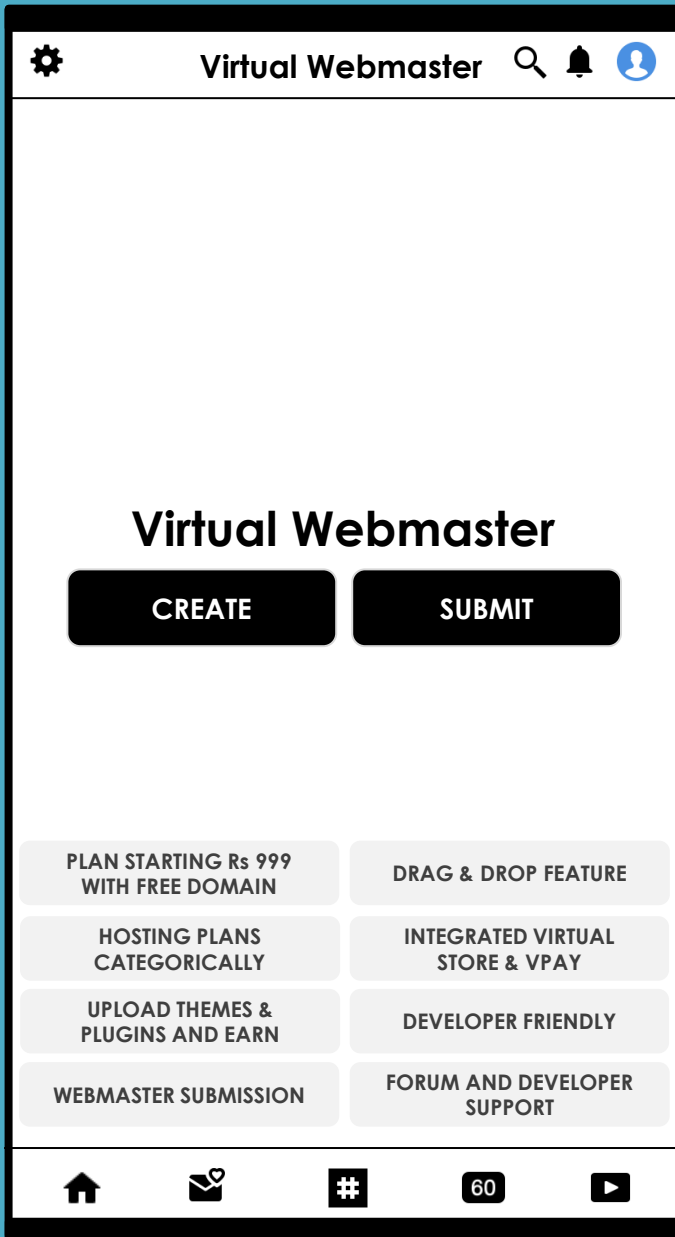 Virtual Webmaster
Virtual Webmaster
CREATE
SUBMIT
PLAN STARTING Rs 999
WITH FREE DOMAIN
DRAG & DROP FEATURE
HOSTING PLANS
CATEGORICALLY
INTEGRATED VIRTUAL
STORE & VPAY
UPLOAD THEMES &
PLUGINS AND EARN
DEVELOPER FRIENDLY
WEBMASTER SUBMISSION
FORUM AND DEVELOPER
SUPPORT
#
60